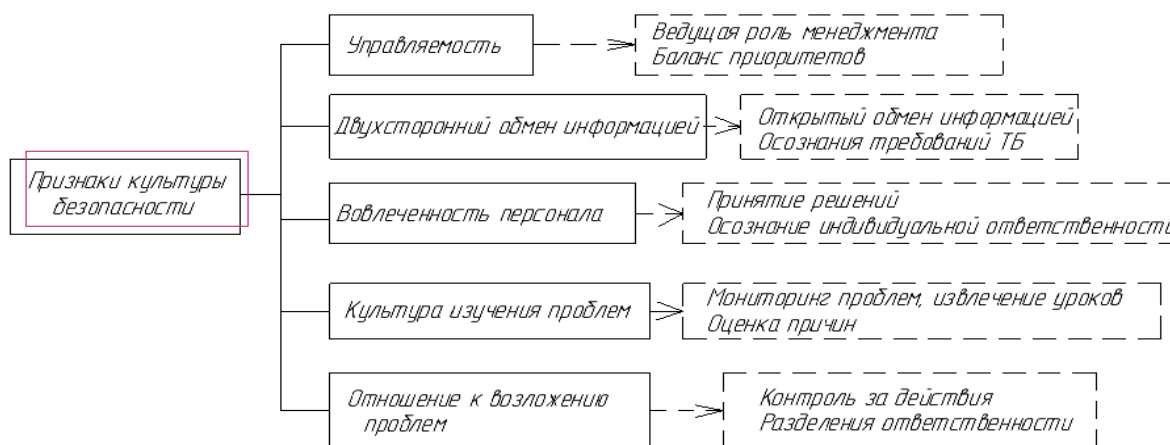 Признаки культуры
безопасности
Управляемость
Ведущая роль менеджмента
Баланс приоритетов
Двухсторонний обмен информацией
Открытый обмен информацией
Осознания требований ТБ
Вовлеченность персонала
Принятие решений
Осознание индивидуальной ответственности
Культура изучения проблем
Мониторинг проблем, извлечение уроков
Оценка причин
Отношение к возложению
проблем
Контроль за действия
Разделения ответственности